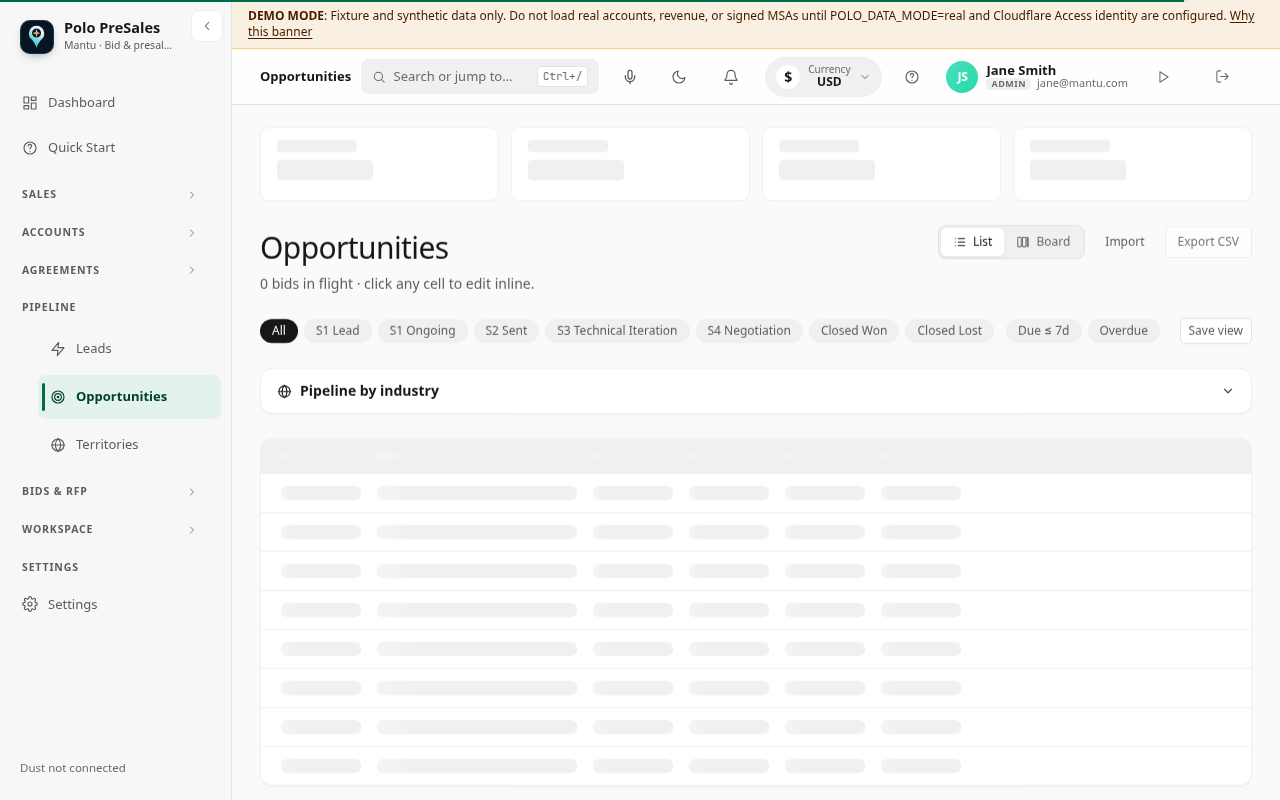 DEMO MODE: Fixture and synthetic data only. Do not load real accounts, revenue, or signed MSAs until POLO_DATA_MODE=real and Cloudflare Access identity are configured. Why
this banner
Polo PreSales
Mantu · Bid & presal...
Opportunities
Search or jump to...
Ctrl+/
$
Currency
USD
JS
Jane Smith
ADMIN
jane@mantu.com
Dashboard
Quick Start
SALES
ACCOUNTS
AGREEMENTS
PIPELINE
Leads
Opportunities
Territories
BIDS & RFP
WORKSPACE
SETTINGS
Settings
Dust not connected
Opportunities
0 bids in flight · click any cell to edit inline.
List
Board
Import
Export CSV
All
S1 Lead
S1 Ongoing
S2 Sent
S3 Technical Iteration
S4 Negotiation
Closed Won
Closed Lost
Due ≤ 7d
Overdue
Save view
Pipeline by industry